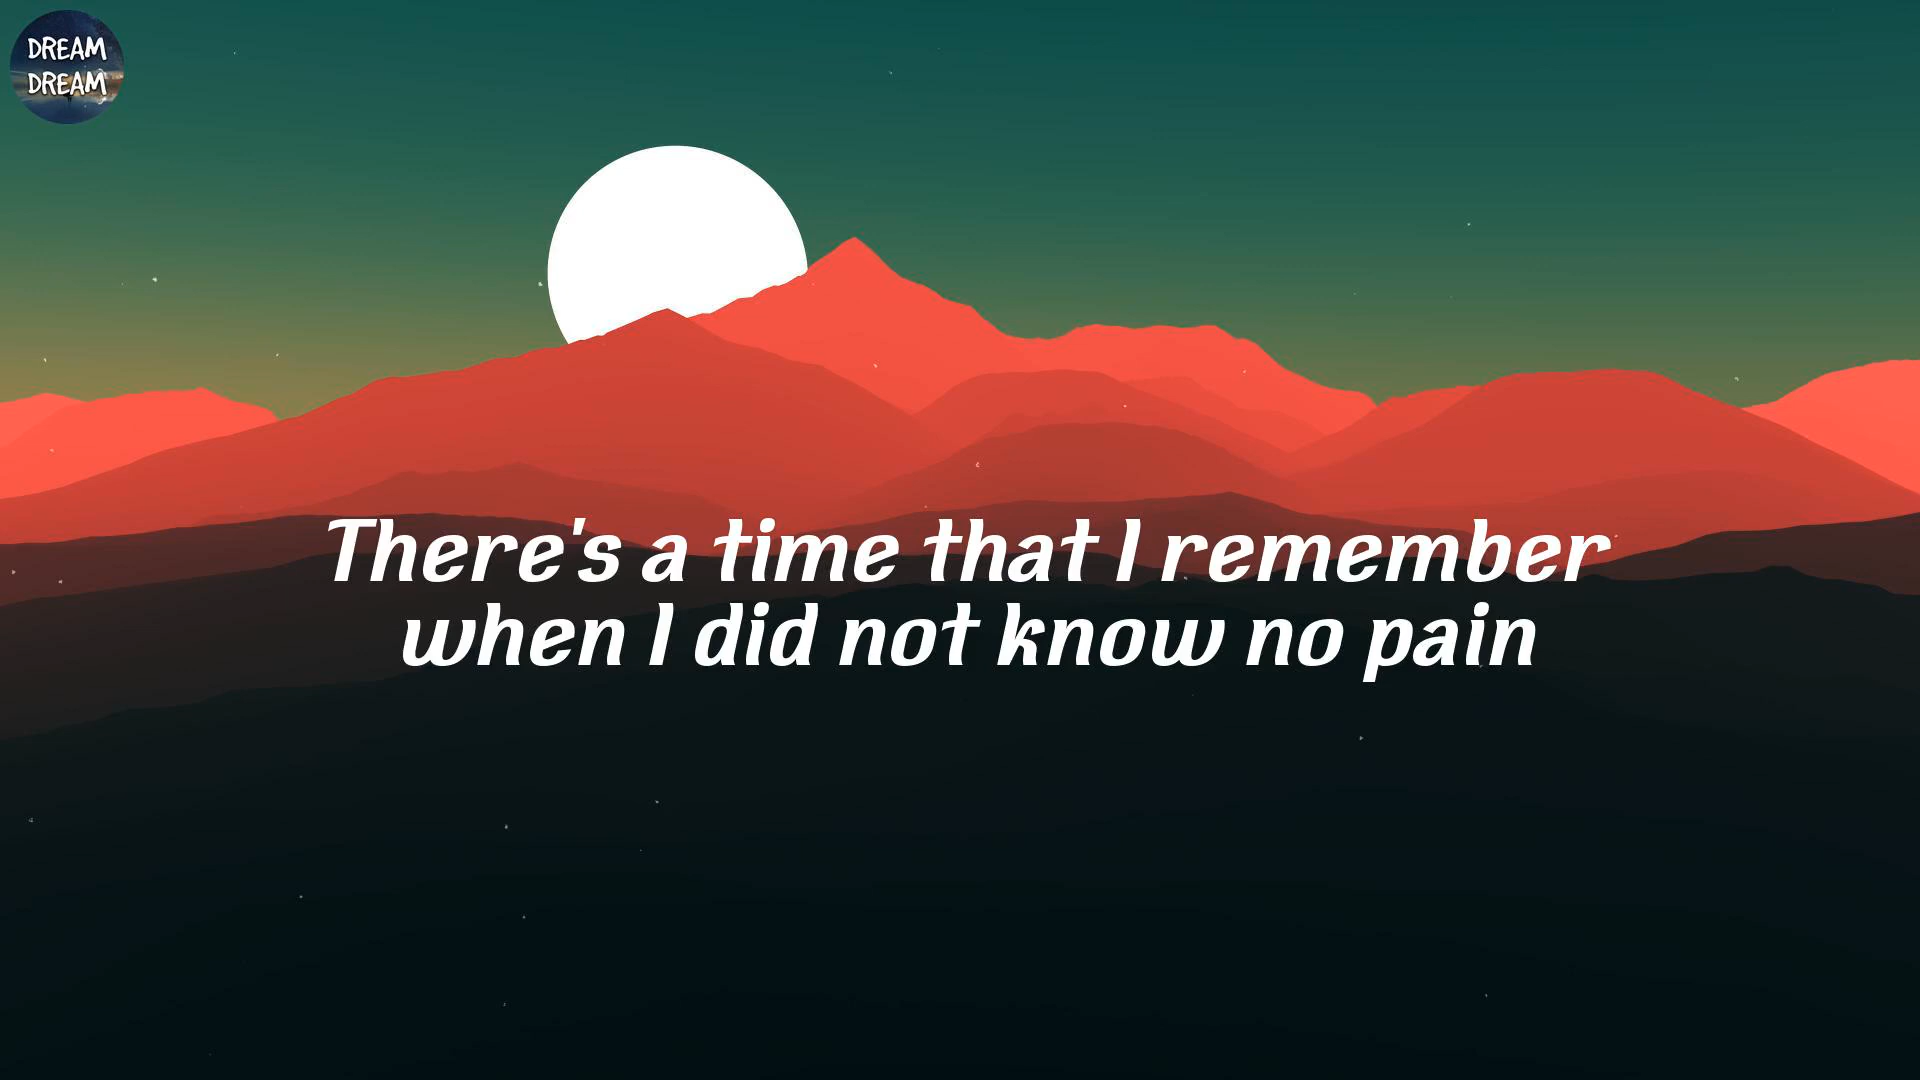 DREAM
DREAM
There's a time that I remember
when I did not know no pain